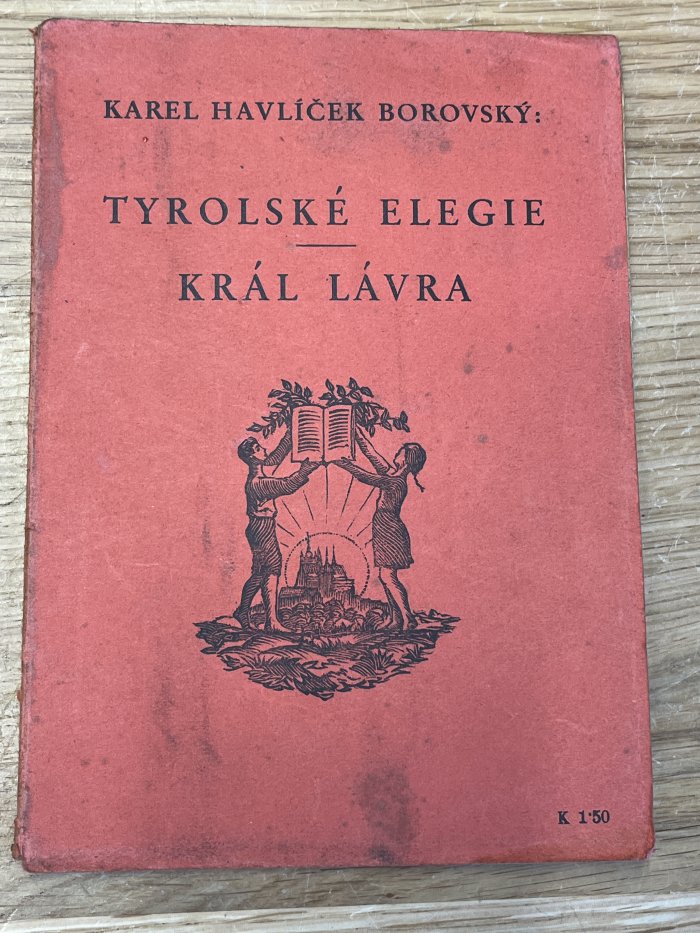 KAREL HAVLÍČEK BOROVSKÝ:
TYROLSKÉ ELEGIE
KRÁL LÁVRA
K 1·50